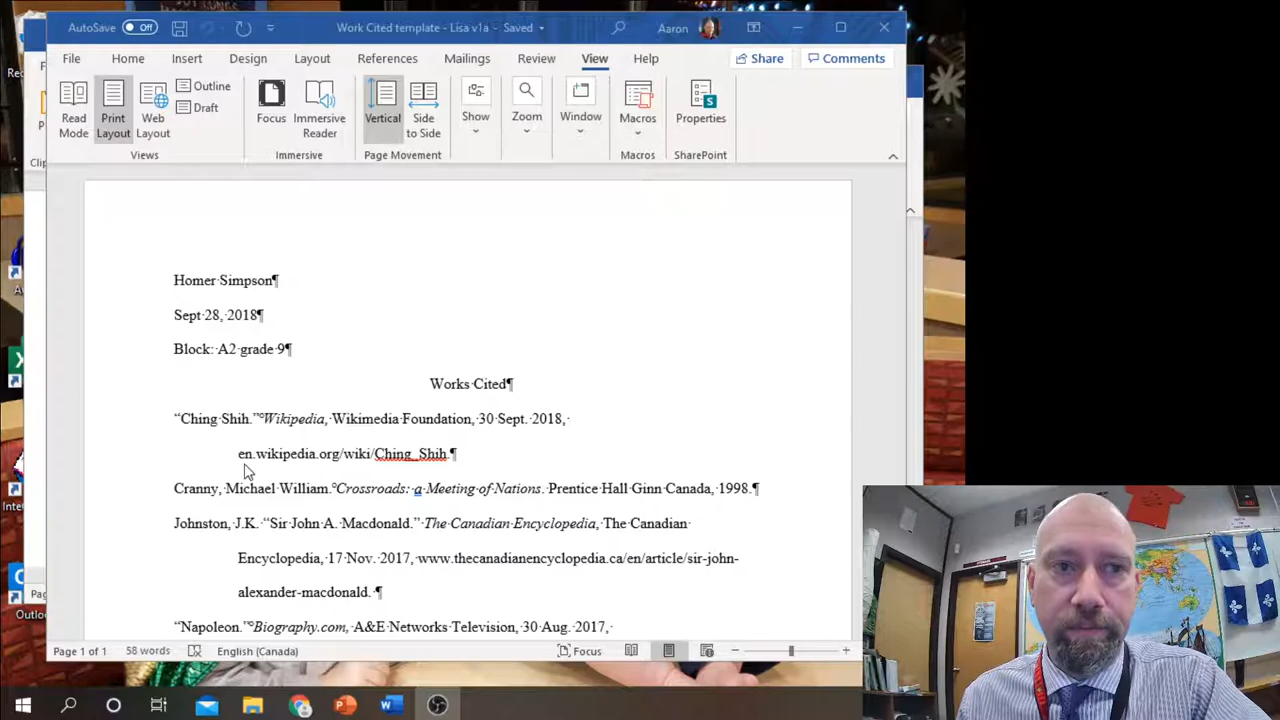 AutoSave Off Work Cited template - Lisa v1a - Saved Aaron
File Home Insert Design Layout References Mailings Review View Help Share Comments
Read Mode
Print Layout
Web Layout
Outline
Draft
Focus
Immersive Reader
Vertical
Side to Side
Show
Zoom
Window
Macros
Properties
Views Immersive Page Movement Macros SharePoint
Homer Simpson¶
Sept 28, 2018¶
Block: A2 grade 9¶
Works Cited¶
“Ching Shih.” Wikipedia, Wikimedia Foundation, 30 Sept. 2018,
en.wikipedia.org/wiki/Ching_Shih.¶
Cranny, Michael William. Crossroads: a Meeting of Nations. Prentice Hall Ginn Canada, 1998.¶
Johnston, J.K. “Sir John A. Macdonald.” The Canadian Encyclopedia, The Canadian
Encyclopedia, 17 Nov. 2017, www.thecanadianencyclopedia.ca/en/article/sir-john-
alexander-macdonald. ¶
“Napoleon.” Biography.com, A&E Networks Television, 30 Aug. 2017,
Page 1 of 1 58 words English (Canada) Focus